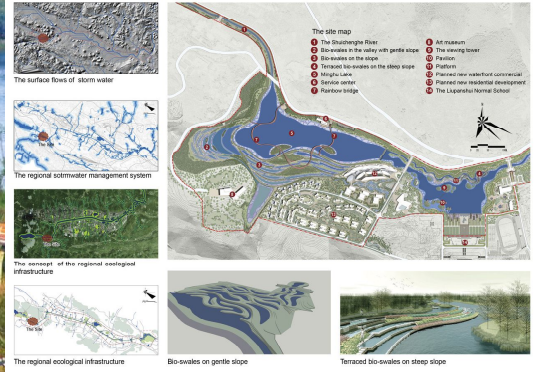 The surface flows of storm water
The Site
The regional sotrmwater management system
The Site
The concept of the regional ecological
infrastructure
The Site
The regional ecological infrastructure
The site map
1 The Shuichenghe River
2 Bio-swales in the valley with gentle slope
3 Bio-swales on the slope
4 Terraced bio-swales on the steep slope
5 Minghu Lake
6 Service center
7 Rainbow bridge
8 Art museum
9 The viewing tower
10 Pavilion
11 Platform
12 Planned new waterfront commercial
13 Planned new residential development
14 The Liupanshui Normal School
Bio-swales on gentle slope
Terraced bio-swales on steep slope